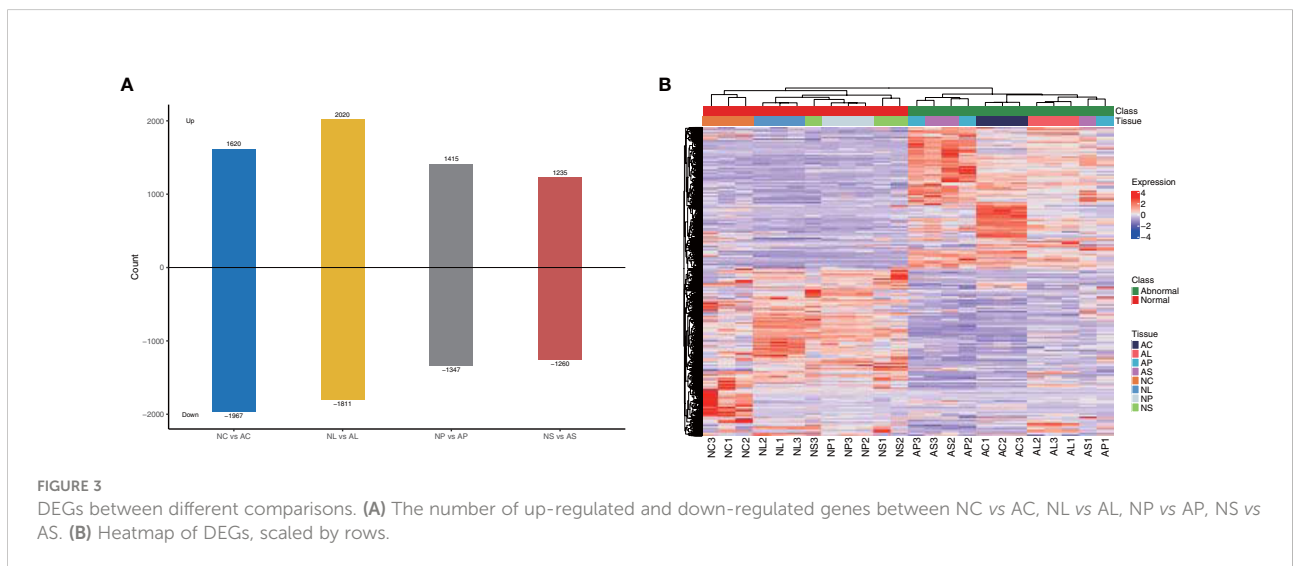 A
Up
2020
2000
1620
1415
1235
1000
Count
0
−1000
−1347
−1260
−1811
Down
−1967
−2000
NC vs AC
NL vs AL
NP vs AP
NS vs AS
B
Class
Tissue
Expression
4
2
0
−2
−4
Class
Abnormal
Normal
Tissue
AC
AL
AP
AS
NC
NL
NP
NS
NC3
NC1
NC2
NL2
NL1
NL3
NS3
NP1
NP3
NP2
NS1
NS2
AP3
AS3
AS2
AP2
AC1
AC2
AC3
AL2
AL3
AL1
AS1
AP1
FIGURE 3
DEGs between different comparisons. (A) The number of up-regulated and down-regulated genes between NC vs AC, NL vs AL, NP vs AP, NS vs
AS. (B) Heatmap of DEGs, scaled by rows.